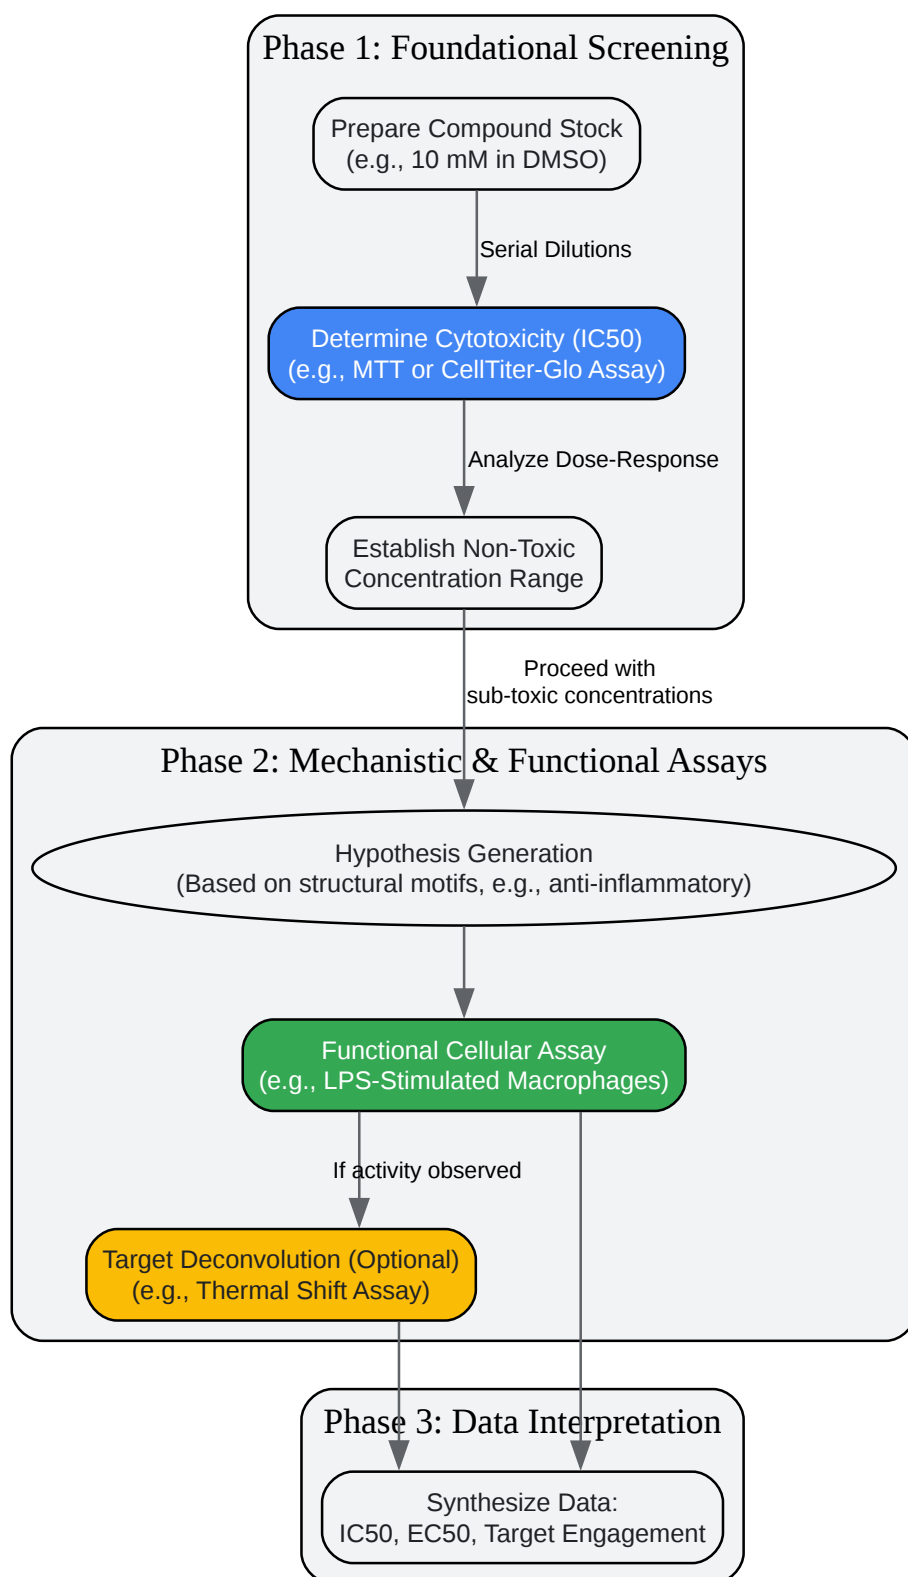 Phase 1: Foundational Screening
Prepare Compound Stock
(e.g., 10 mM in DMSO)
Serial Dilutions
Determine Cytotoxicity (IC50)
(e.g., MTT or CellTiter-Glo Assay)
Analyze Dose-Response
Establish Non-Toxic
Concentration Range
Proceed with
sub-toxic concentrations
Phase 2: Mechanistic & Functional Assays
Hypothesis Generation
(Based on structural motifs, e.g., anti-inflammatory)
Functional Cellular Assay
(e.g., LPS-Stimulated Macrophages)
If activity observed
Target Deconvolution (Optional)
(e.g., Thermal Shift Assay)
Phase 3: Data Interpretation
Synthesize Data:
IC50, EC50, Target Engagement